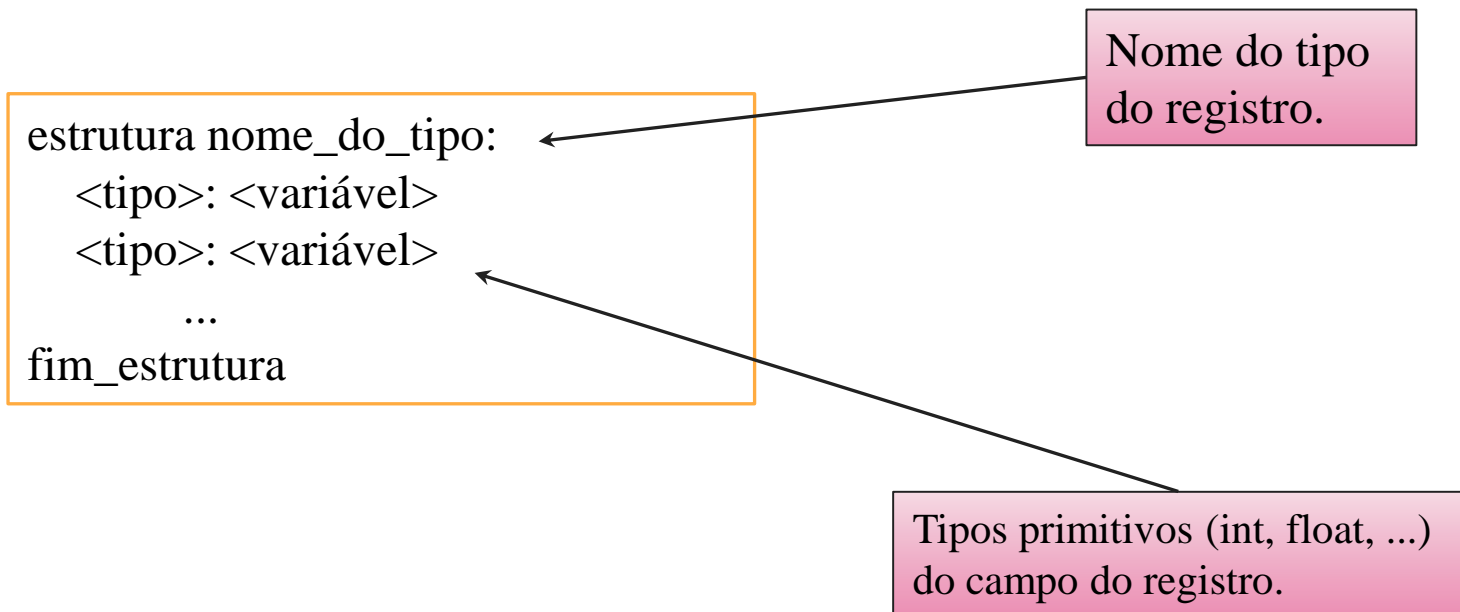 Nome do tipo
do registro.
estrutura nome_do_tipo:
<tipo>: <variável>
<tipo>: <variável>
...
fim_estrutura
Tipos primitivos (int, float, ...)
do campo do registro.